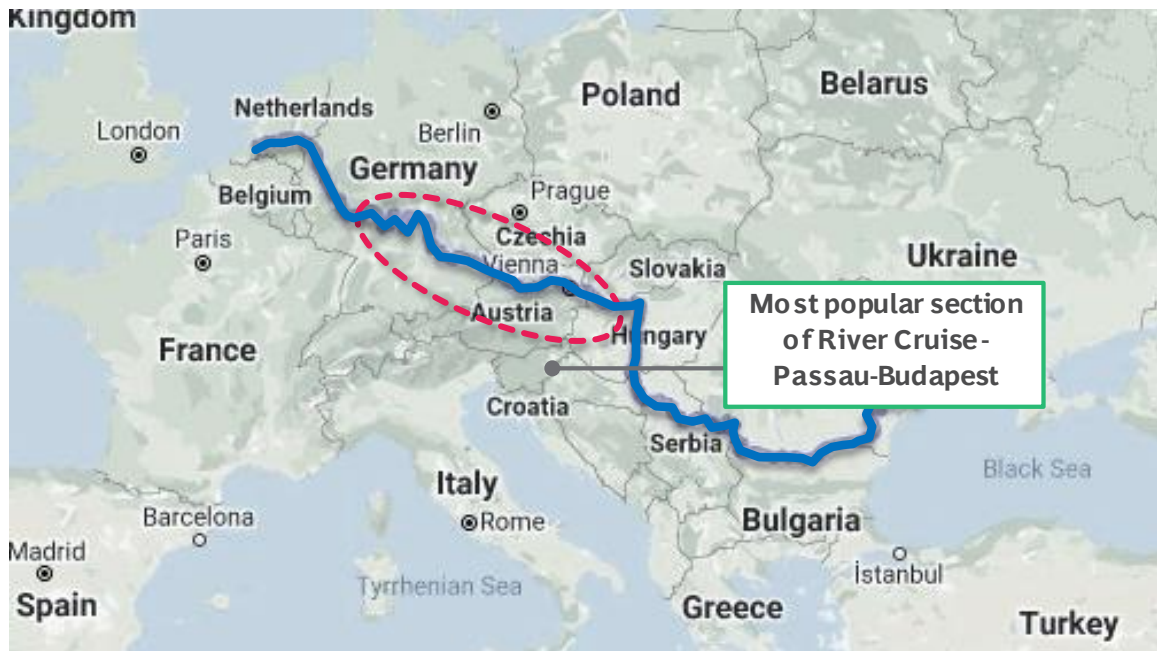 Kingdom
Netherlands
Poland
Belarus
London
Berlin
Germany
Belgium
Prague
Paris
Czechia
Ukraine
Vienna
Slovakia
Most popular section
of River Cruise-
Passau-Budapest
Austria
Hungary
France
Croatia
Serbia
Black Sea
Italy
Barcelona
Rome
Bulgaria
Madrid
İstanbul
Tyrrhenian Sea
Spain
Greece
Turkey